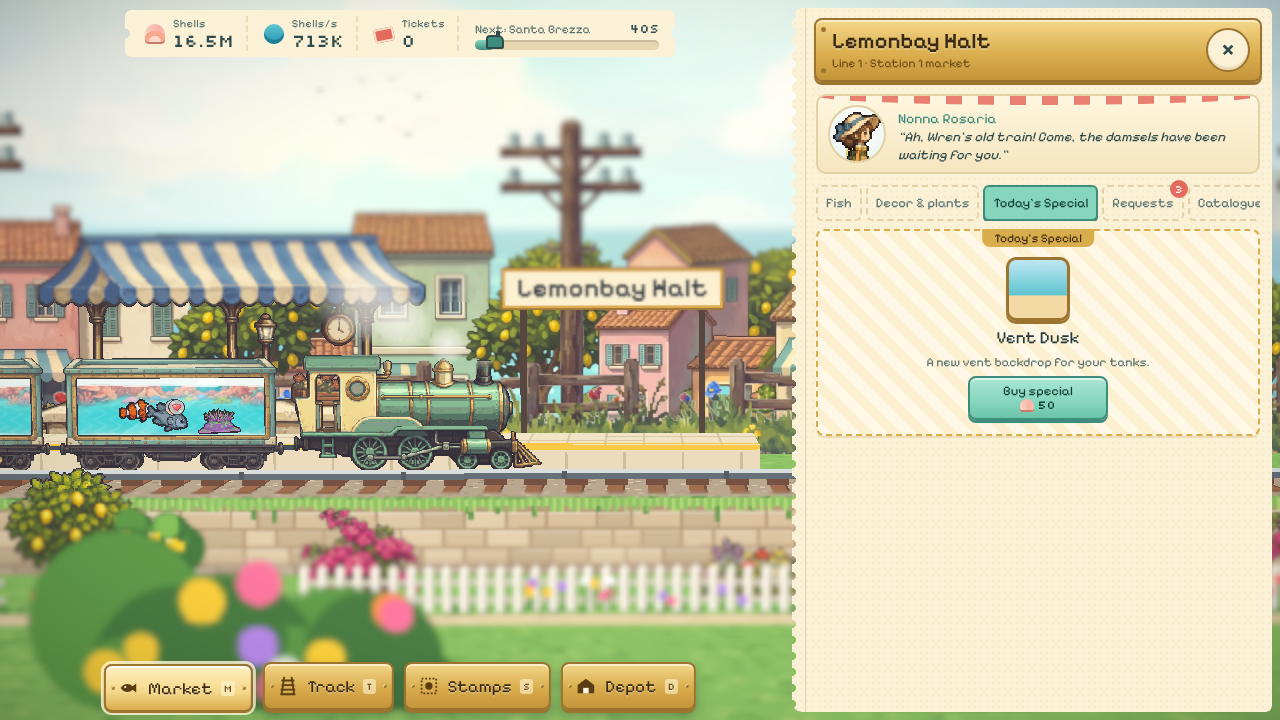 Shells
16.5M
Shells/s
713K
Tickets
0
Next: Santa Brezza
40S
Lemonbay Halt
Line 1 · Station 1 market
×
Nonna Rosaria
"Ah, Wren's old train! Come, the damsels have been
waiting for you."
Fish
Decor & plants
Today's Special
Requests
3
Catalogue
Today's Special
Vent Dusk
A new vent backdrop for your tanks.
Buy special
50
Lemonbay Halt
Market M
Track T
Stamps S
Depot D